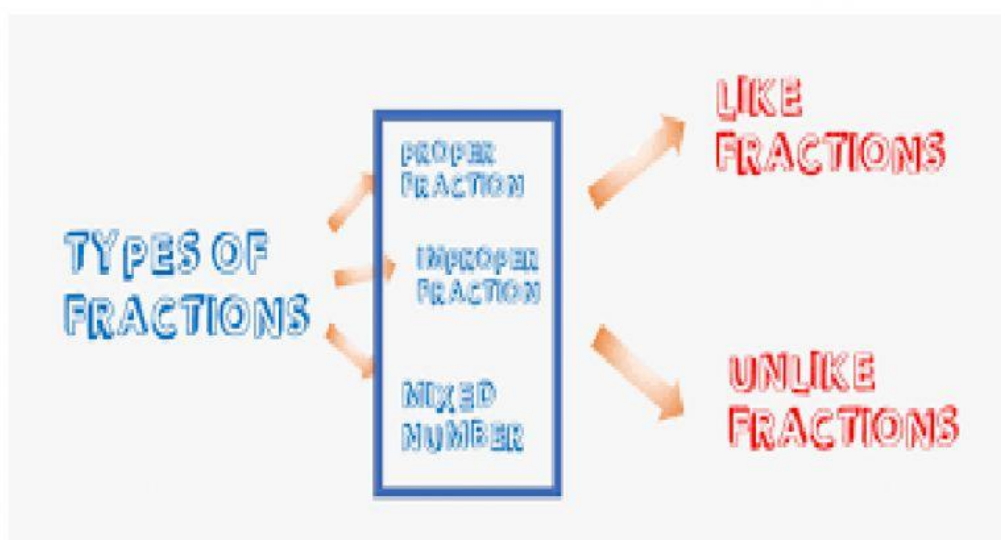 TYPES OF
FRACTIONS
PROPER
FRACTION
IMPROPER
FRACTION
MIXED
NUMBER
LIKE
FRACTIONS
UNLIKE
FRACTIONS